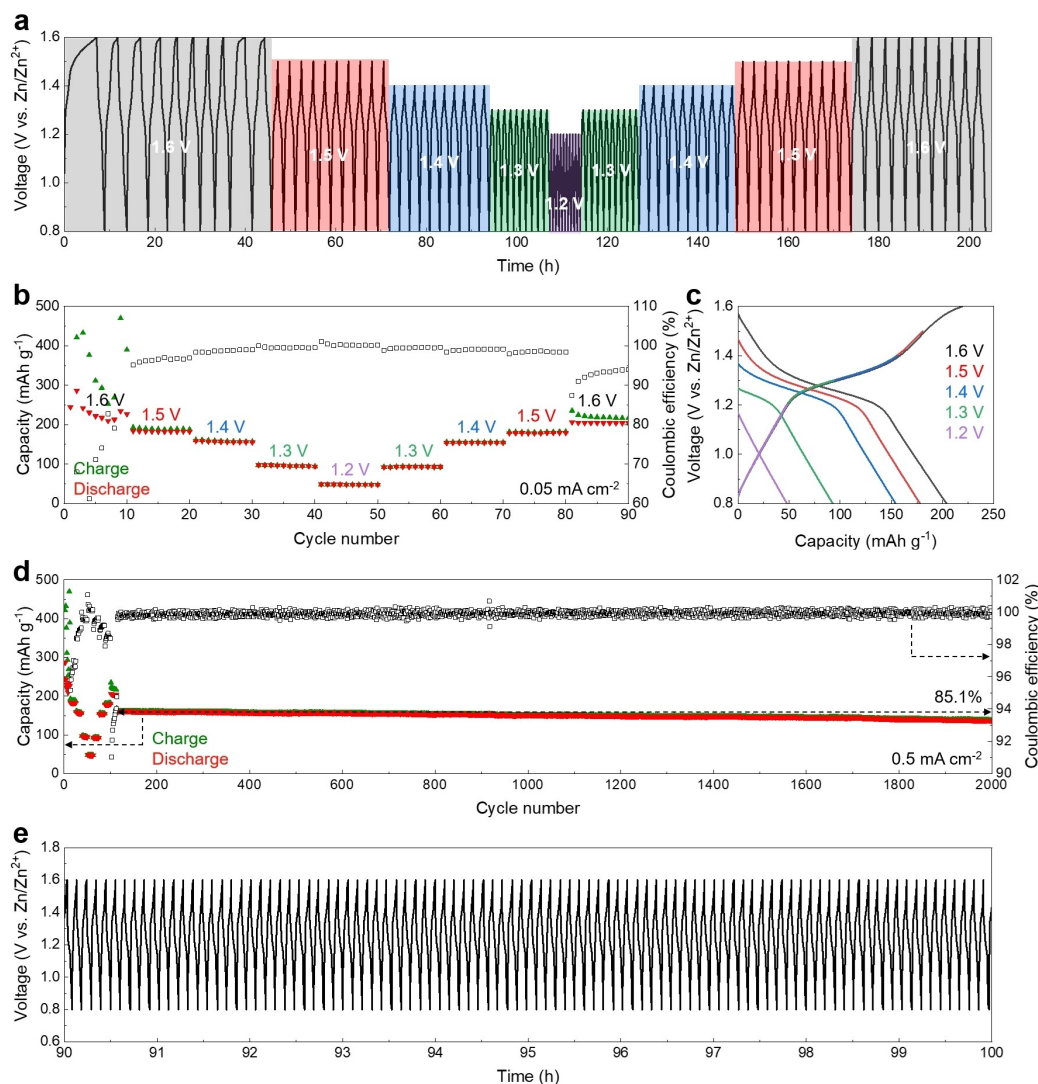 a
Voltage (V vs. Zn/Zn²⁺)
1.6
1.4
1.2
1.0
0.8
1.6 V
1.5 V
1.4 V
1.3 V
1.2 V
1.3 V
1.4 V
1.5 V
1.6 V
0 20 40 60 80 100 120 140 160 180 200
Time (h)
b
Capacity (mAh g⁻¹)
500
400
300
200
100
0
1.6 V
1.5 V
1.4 V
1.3 V
1.2 V
1.3 V
1.4 V
1.5 V
1.6 V
Charge
Discharge
0.05 mA cm⁻²
110
100
90
80
70
60
Coulombic efficiency (%)
0 10 20 30 40 50 60 70 80 90
Cycle number
c
Voltage (V vs. Zn/Zn²⁺)
1.6
1.4
1.2
1.0
0.8
1.6 V
1.5 V
1.4 V
1.3 V
1.2 V
0 50 100 150 200 250
Capacity (mAh g⁻¹)
d
Capacity (mAh g⁻¹)
500
400
300
200
100
0
85.1%
Charge
Discharge
0.5 mA cm⁻²
102
100
98
96
94
92
90
Coulombic efficiency (%)
0 200 400 600 800 1000 1200 1400 1600 1800 2000
Cycle number
e
Voltage (V vs. Zn/Zn²⁺)
1.8
1.6
1.4
1.2
1.0
0.8
0.6
90 91 92 93 94 95 96 97 98 99 100
Time (h)